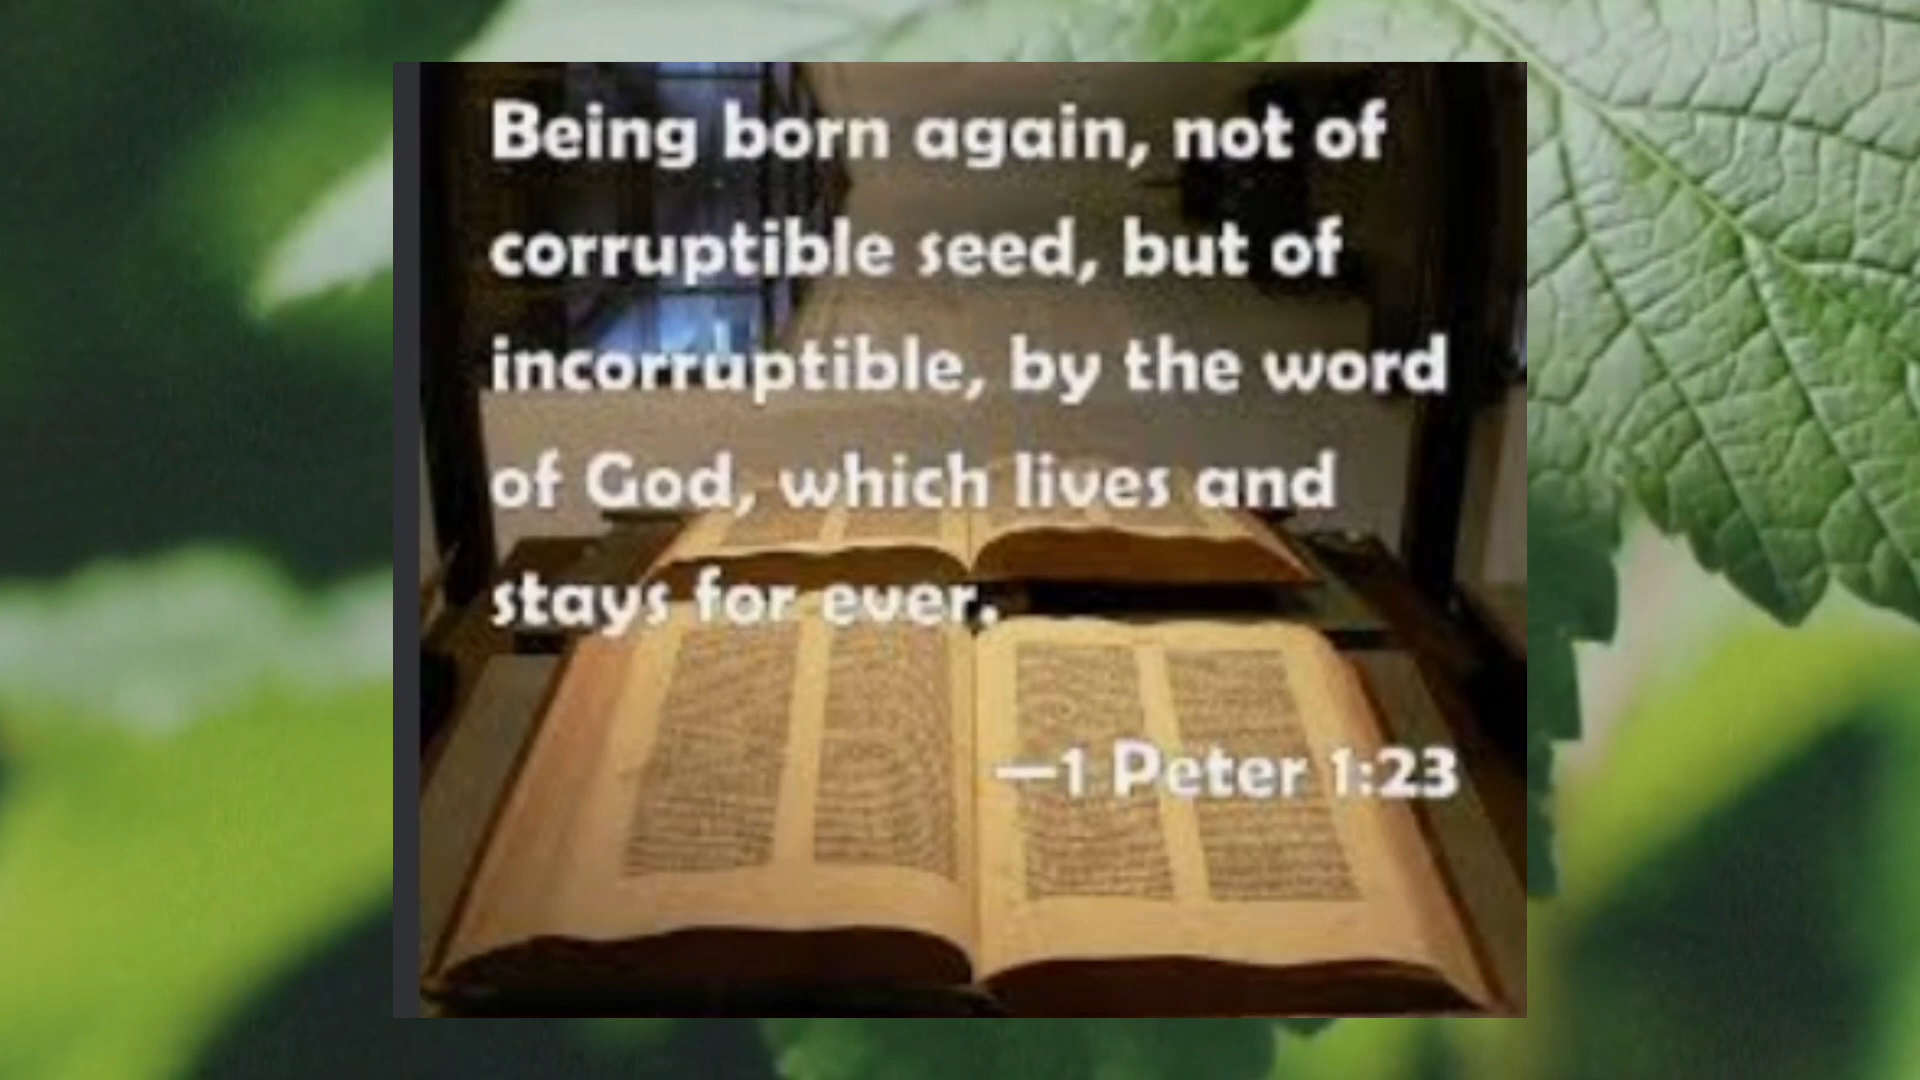 Being born again, not of
corruptible seed, but of
incorruptible, by the word
of God, which lives and
stays for ever.
—1 Peter 1:23